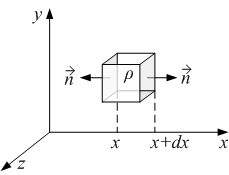 y
ρ
n⃗ n⃗
x x+dx x
z